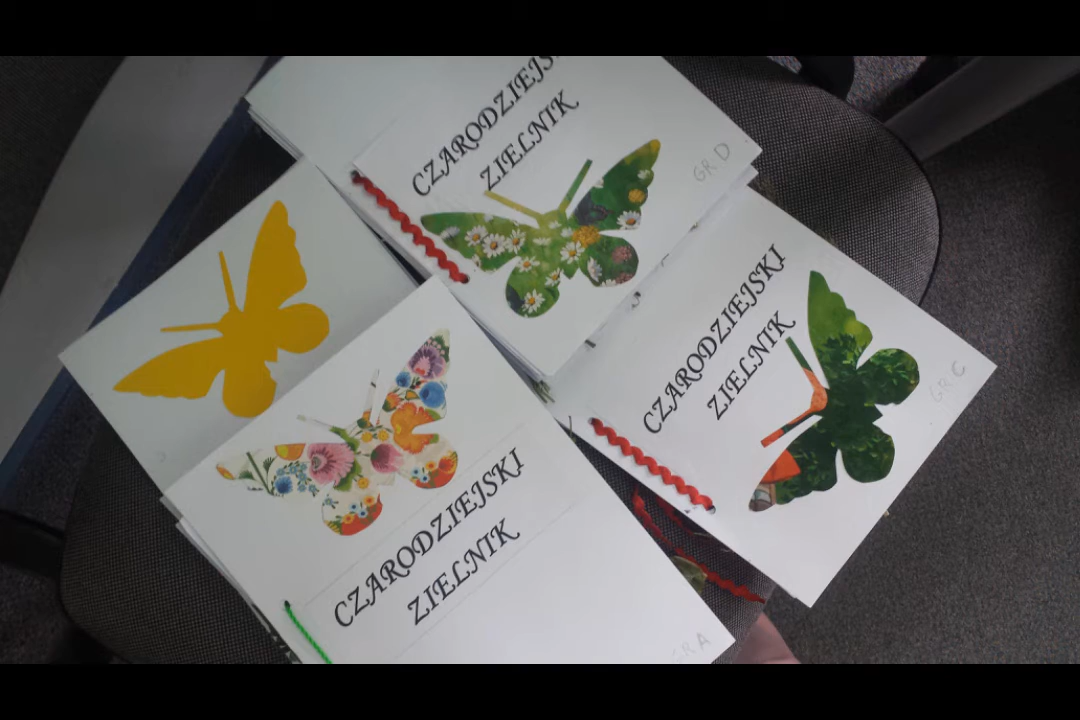 CZARODZIEJSKI
ZIELNIK
GR D
CZARODZIEJSKI
ZIELNIK
GR C
CZARODZIEJSKI
ZIELNIK
GR A